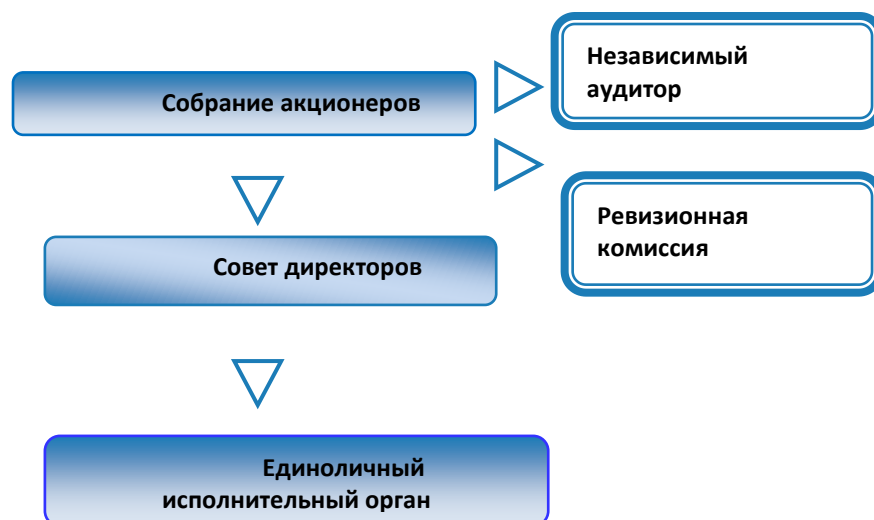 Собрание акционеров
Независимый
аудитор
Ревизионная
комиссия
Совет директоров
Единоличный
исполнительный орган